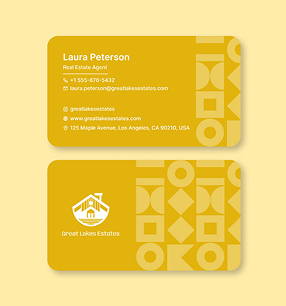 Laura Peterson
Real Estate Agent
+1 555-678-5432
laura.peterson@greatlakesestates.com
greatlakesestates
www.greatlakesestates.com
125 Maple Avenue, Los Angeles, CA 90210, USA
Great Lakes Estates